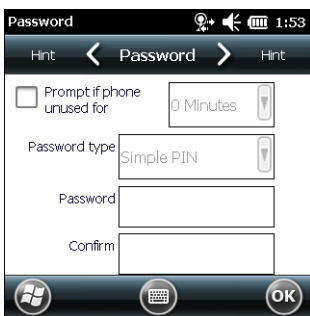 Password 1:53
Hint Password Hint
Prompt if phone
unused for
0 Minutes
Password type
Simple PIN
Password
Confirm
OK